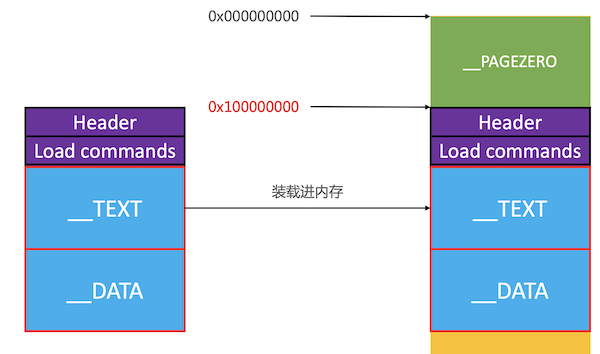 0x000000000
__PAGEZERO
0x100000000
Header
Load commands
__TEXT
__DATA
装载进内存
Header
Load commands
__TEXT
__DATA